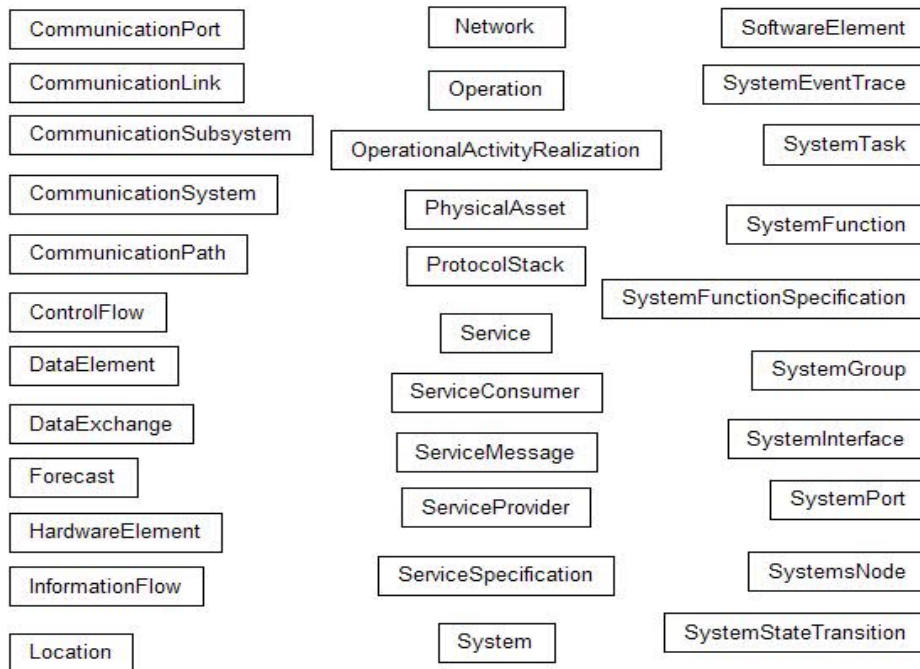 CommunicationPort
CommunicationLink
CommunicationSubsystem
CommunicationSystem
CommunicationPath
ControlFlow
DataElement
DataExchange
Forecast
HardwareElement
InformationFlow
Location
Network
Operation
OperationalActivityRealization
PhysicalAsset
ProtocolStack
Service
ServiceConsumer
ServiceMessage
ServiceProvider
ServiceSpecification
System
SoftwareElement
SystemEventTrace
SystemTask
SystemFunction
SystemFunctionSpecification
SystemGroup
SystemInterface
SystemPort
SystemsNode
SystemStateTransition